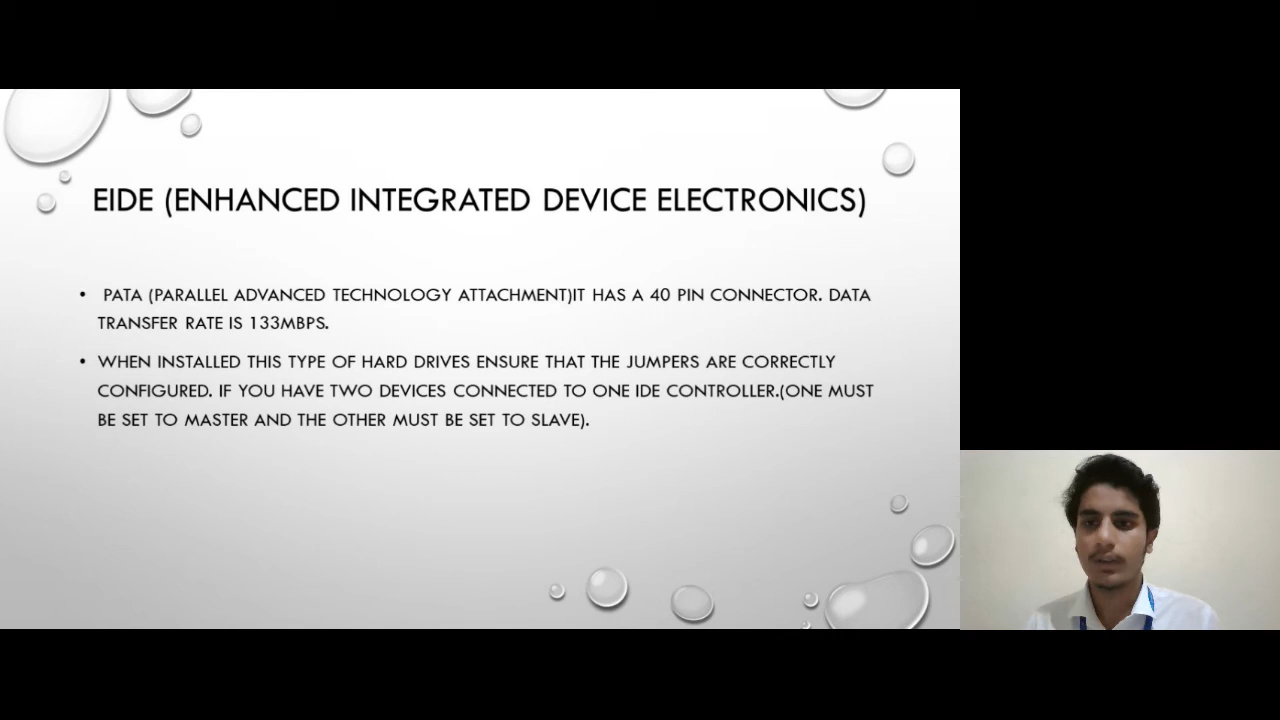 EIDE (ENHANCED INTEGRATED DEVICE ELECTRONICS)
• PATA (PARALLEL ADVANCED TECHNOLOGY ATTACHMENT)IT HAS A 40 PIN CONNECTOR. DATA
TRANSFER RATE IS 133MBPS.
• WHEN INSTALLED THIS TYPE OF HARD DRIVES ENSURE THAT THE JUMPERS ARE CORRECTLY
CONFIGURED. IF YOU HAVE TWO DEVICES CONNECTED TO ONE IDE CONTROLLER.(ONE MUST
BE SET TO MASTER AND THE OTHER MUST BE SET TO SLAVE).